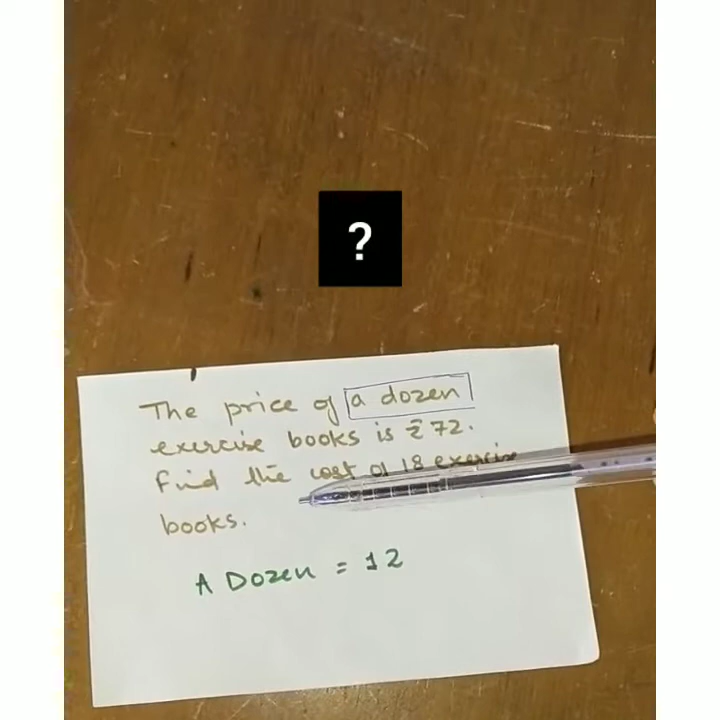 ?
The price of a dozen
exercise books is ₹72.
Find the cost of 18 exercise
books.
A Dozen = 12